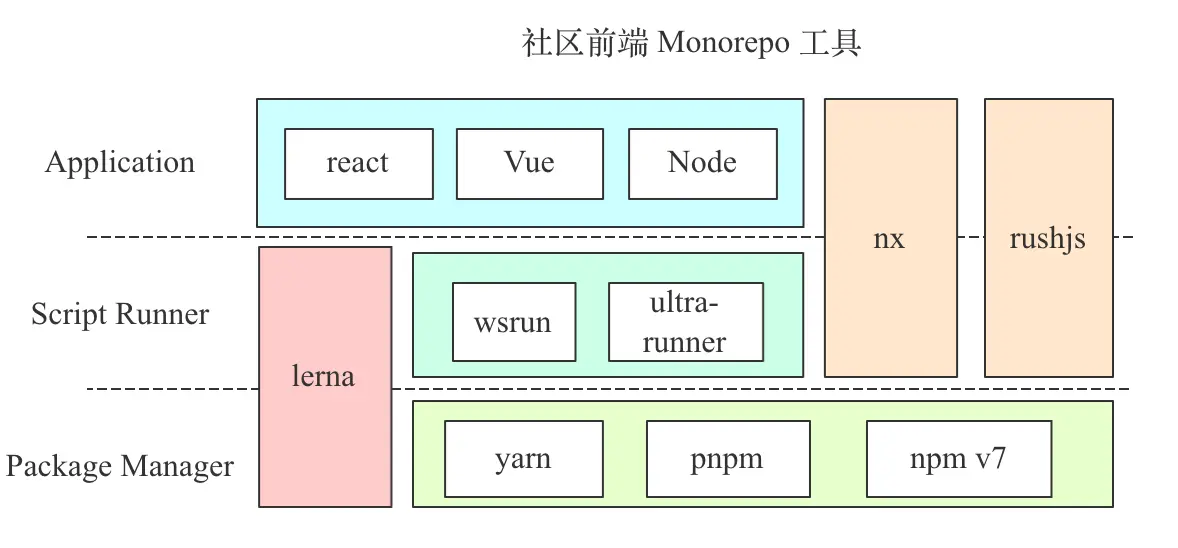 社区前端 Monorepo 工具
Application
react
Vue
Node
nx
rushjs
Script Runner
wsrun
ultra-
runner
lerna
Package Manager
yarn
pnpm
npm v7